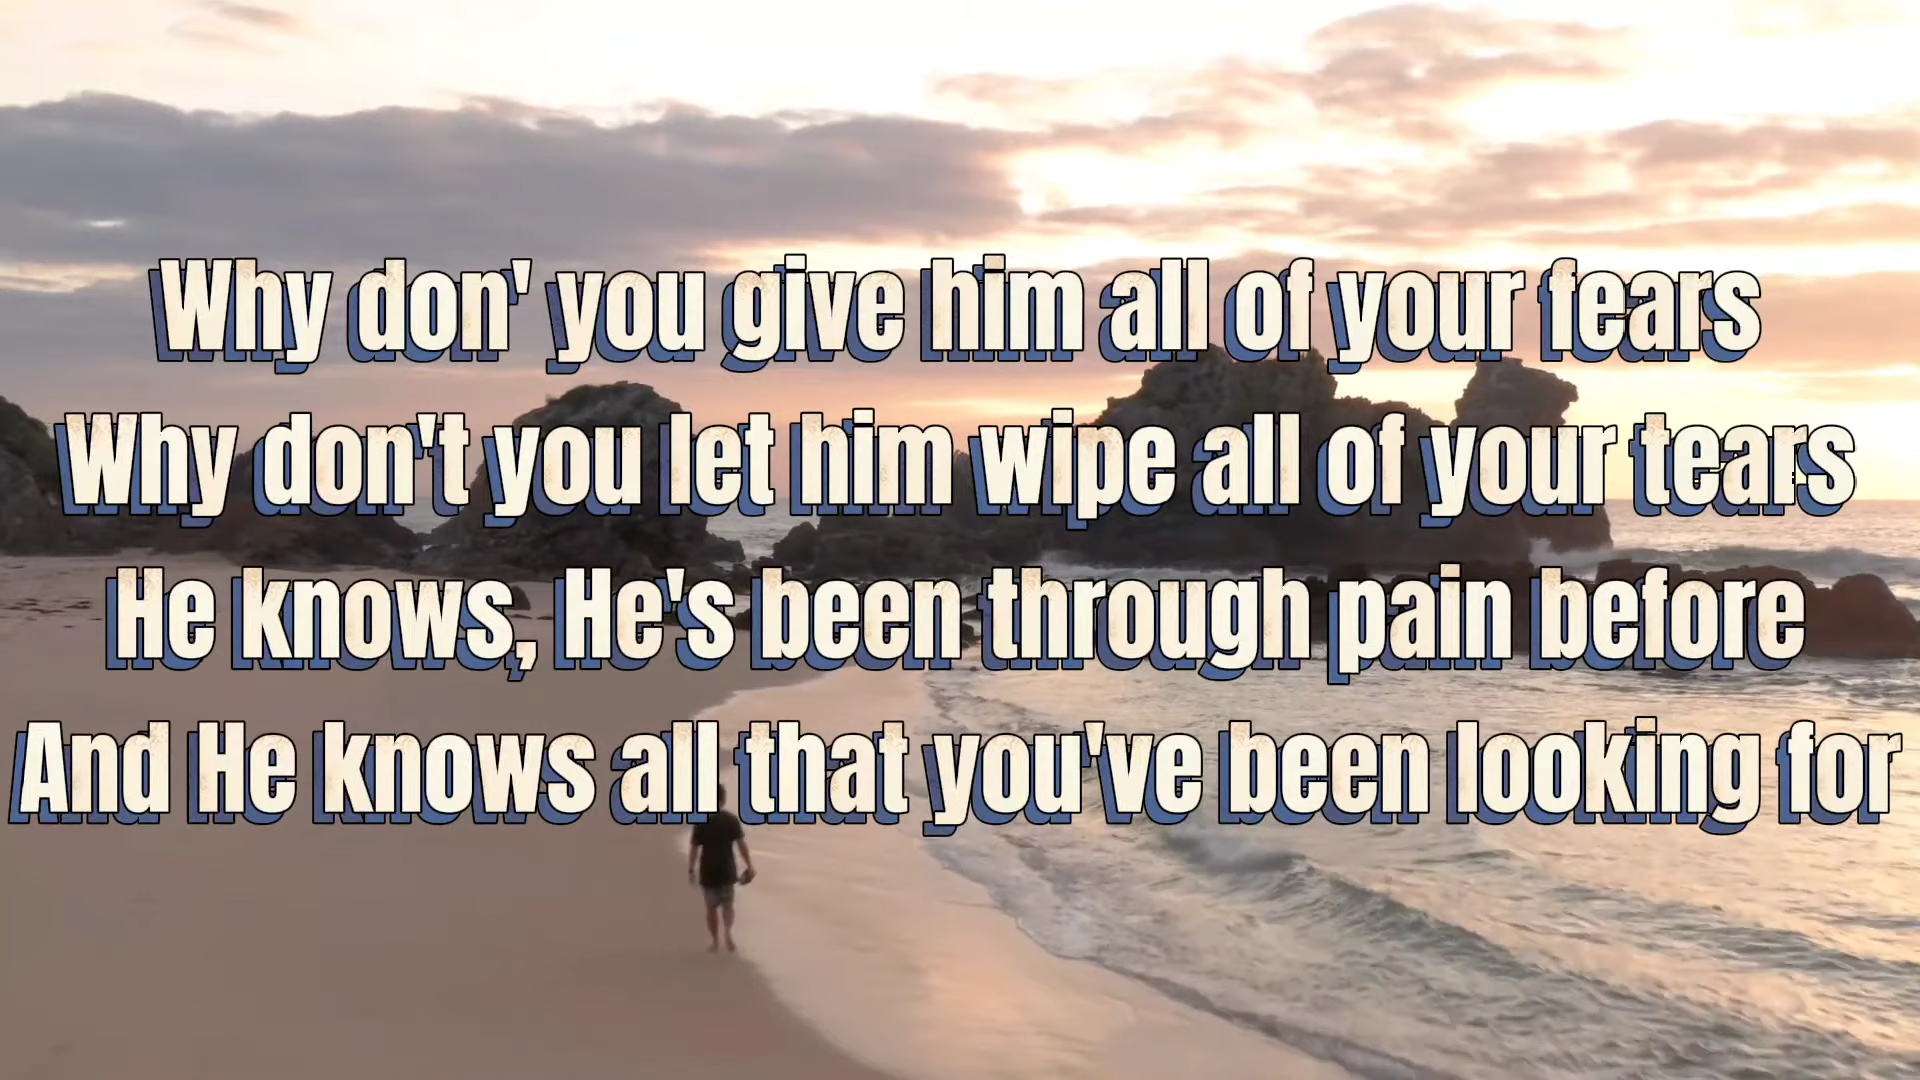 Why don' you give him all of your fears
Why don't you let him wipe all of your tears
He knows, He's been through pain before
And He knows all that you've been looking for